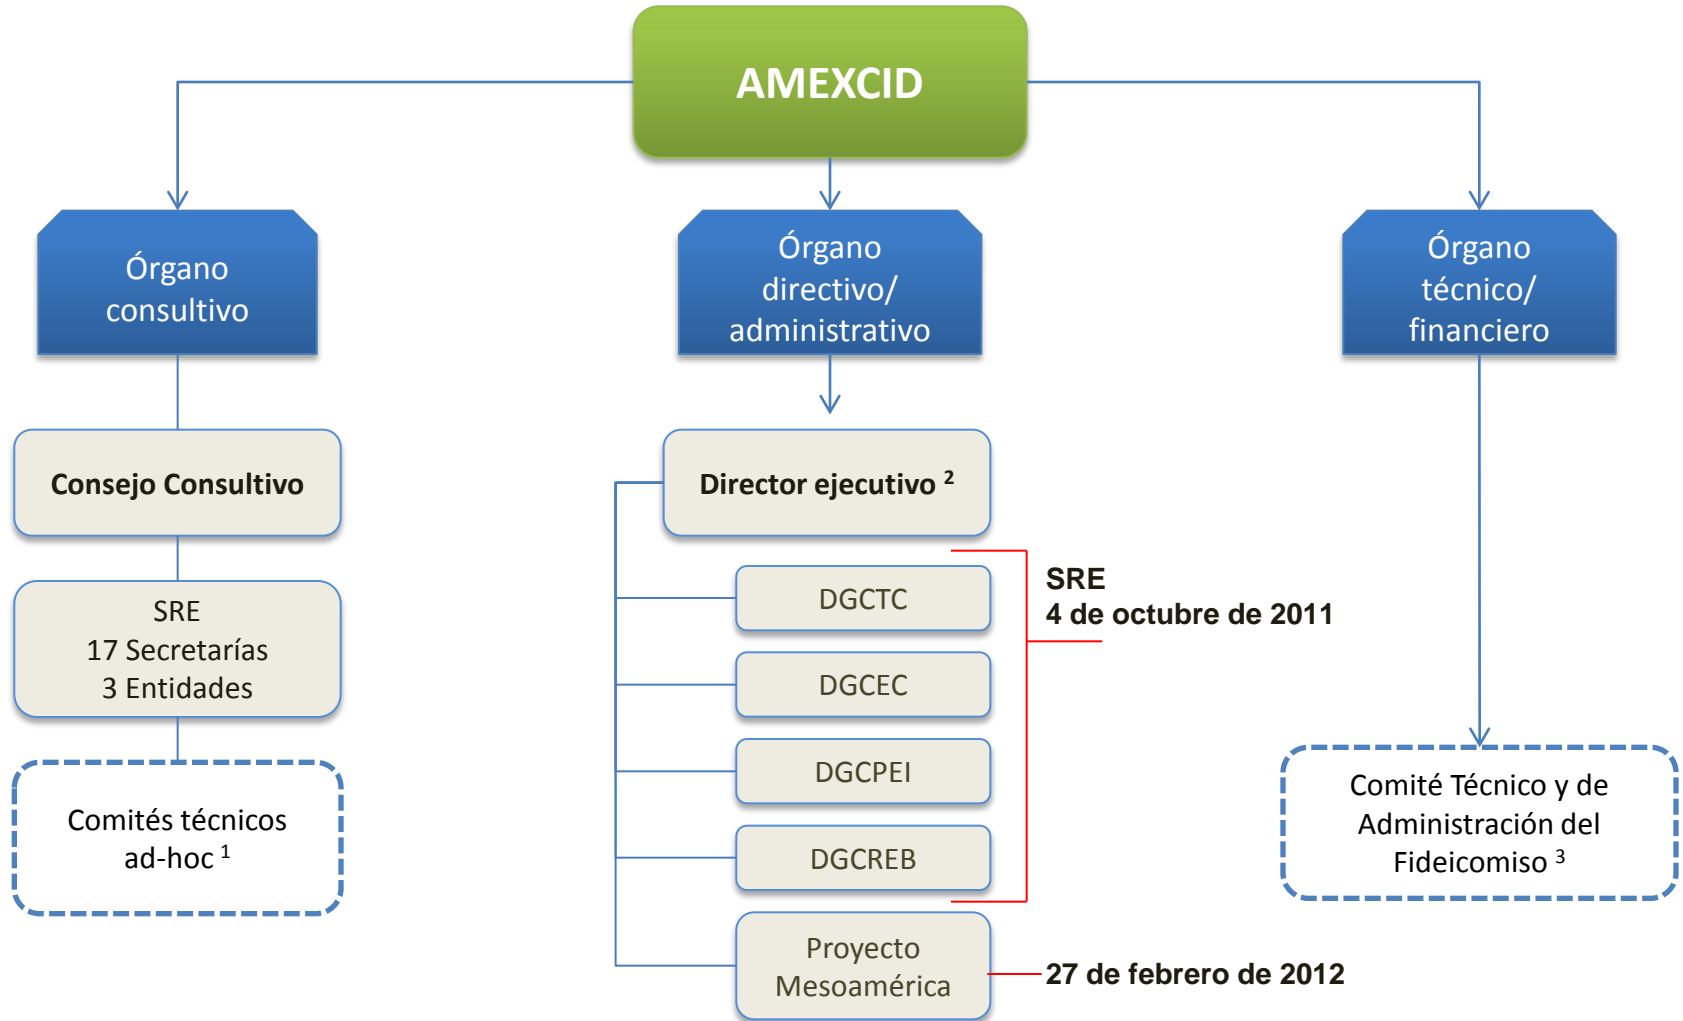 AMEXCID
Órgano
consultivo
Consejo Consultivo
SRE
17 Secretarías
3 Entidades
Comités técnicos
ad-hoc 1
Órgano
directivo/
administrativo
Director ejecutivo 2
DGCTC
DGCEC
DGCPEI
DGCREB
Proyecto
Mesoamérica
SRE
4 de octubre de 2011
27 de febrero de 2012
Órgano
técnico/
financiero
Comité Técnico y de
Administración del
Fideicomiso 3